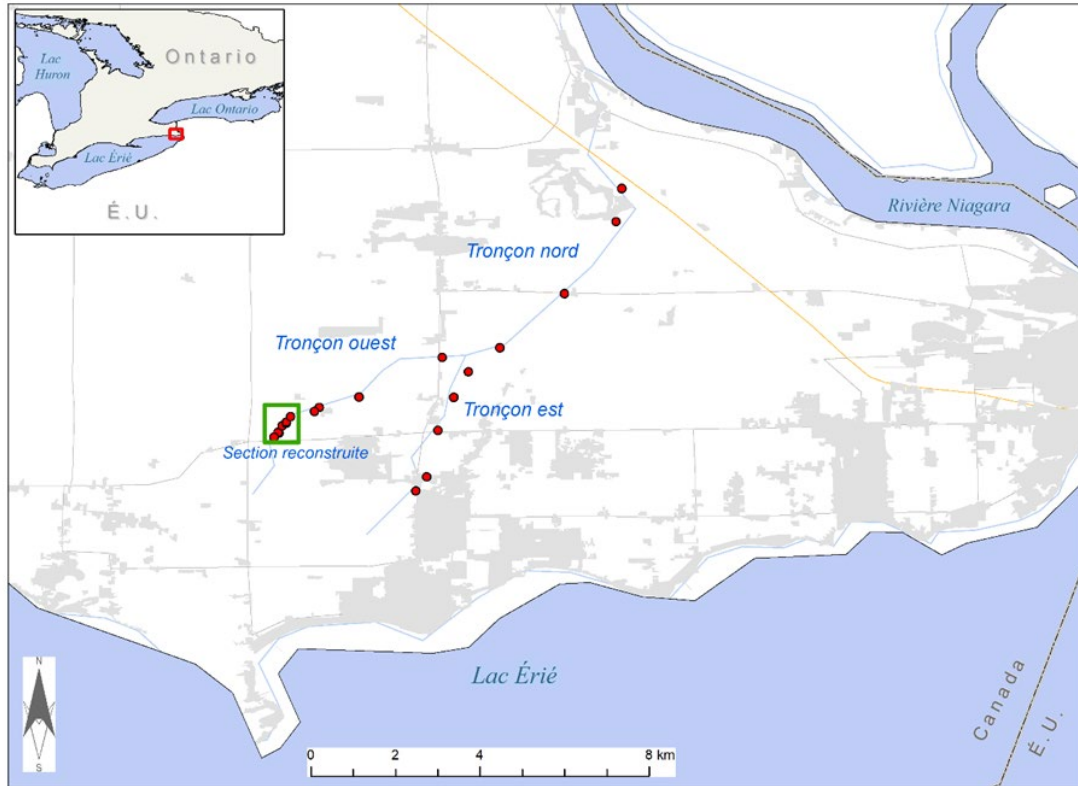 Lac
Huron
Ontario
Lac Ontario
Lac Érié
É. U.
Rivière Niagara
Tronçon nord
Tronçon ouest
Tronçon est
Section reconstruite
Lac Érié
Canada
É. U.
N
S
0 2 4 8 km